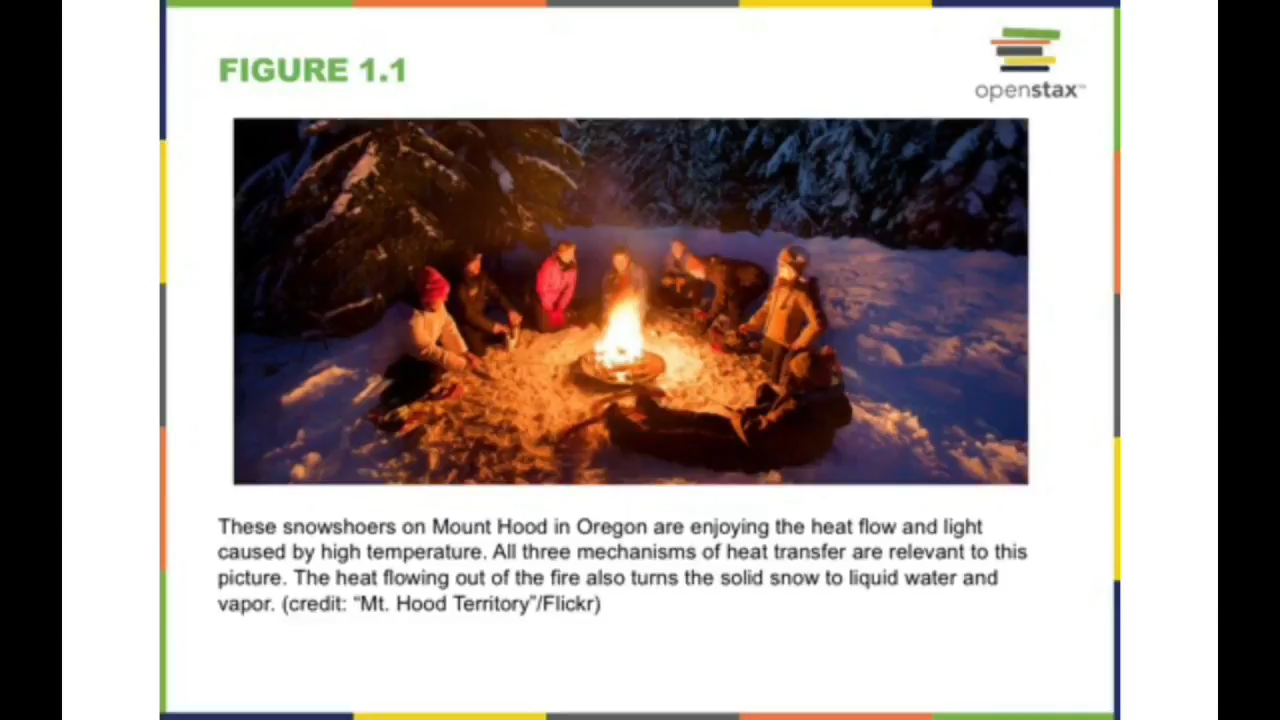 FIGURE 1.1
openstax™
These snowshoers on Mount Hood in Oregon are enjoying the heat flow and light
caused by high temperature. All three mechanisms of heat transfer are relevant to this
picture. The heat flowing out of the fire also turns the solid snow to liquid water and
vapor. (credit: “Mt. Hood Territory”/Flickr)